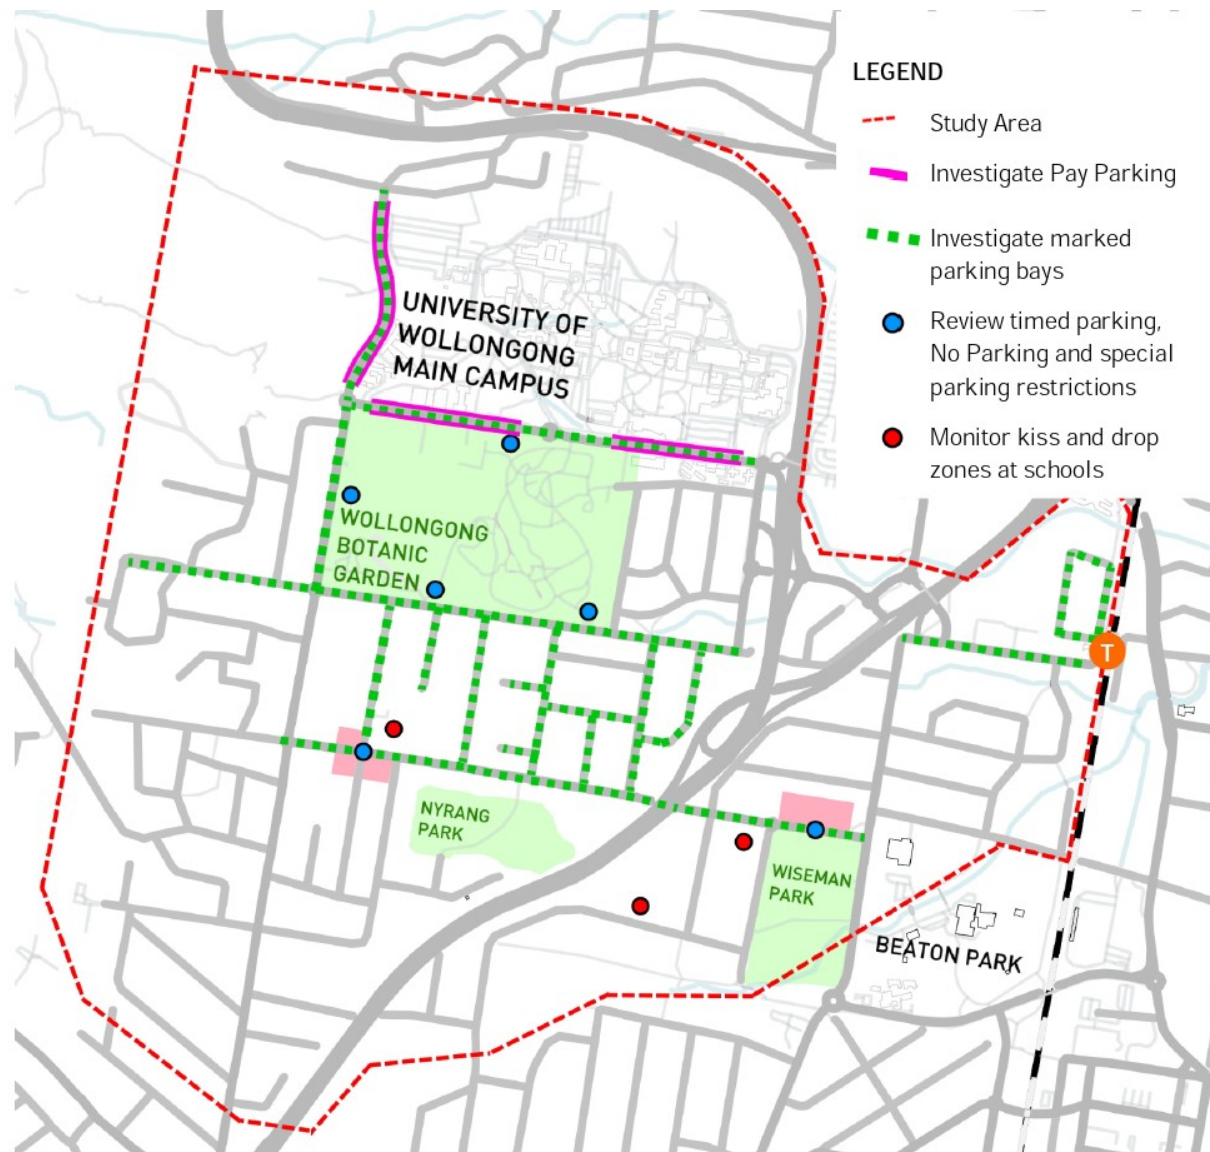 LEGEND
Study Area
Investigate Pay Parking
Investigate marked
parking bays
Review timed parking,
No Parking and special
parking restrictions
Monitor kiss and drop
zones at schools
UNIVERSITY OF
WOLLONGONG
MAIN CAMPUS
WOLLONGONG
BOTANIC
GARDEN
T
NYRANG
PARK
WISEMAN
PARK
BEATON PARK